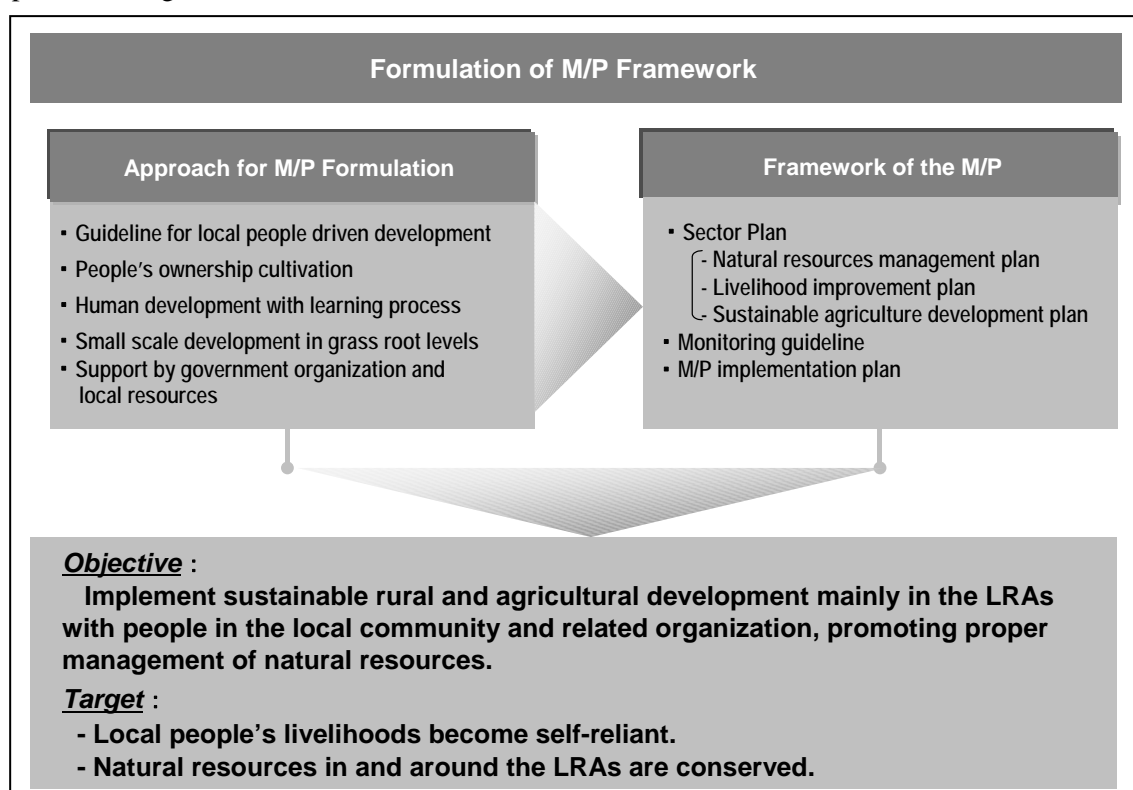 Formulation of M/P Framework
Approach for M/P Formulation
▪ Guideline for local people driven development
▪ People's ownership cultivation
▪ Human development with learning process
▪ Small scale development in grass root levels
▪ Support by government organization and
local resources
Framework of the M/P
▪ Sector Plan
- Natural resources management plan
- Livelihood improvement plan
- Sustainable agriculture development plan
▪ Monitoring guideline
▪ M/P implementation plan
Objective :
Implement sustainable rural and agricultural development mainly in the LRAs
with people in the local community and related organization, promoting proper
management of natural resources.
Target :
- Local people's livelihoods become self-reliant.
- Natural resources in and around the LRAs are conserved.